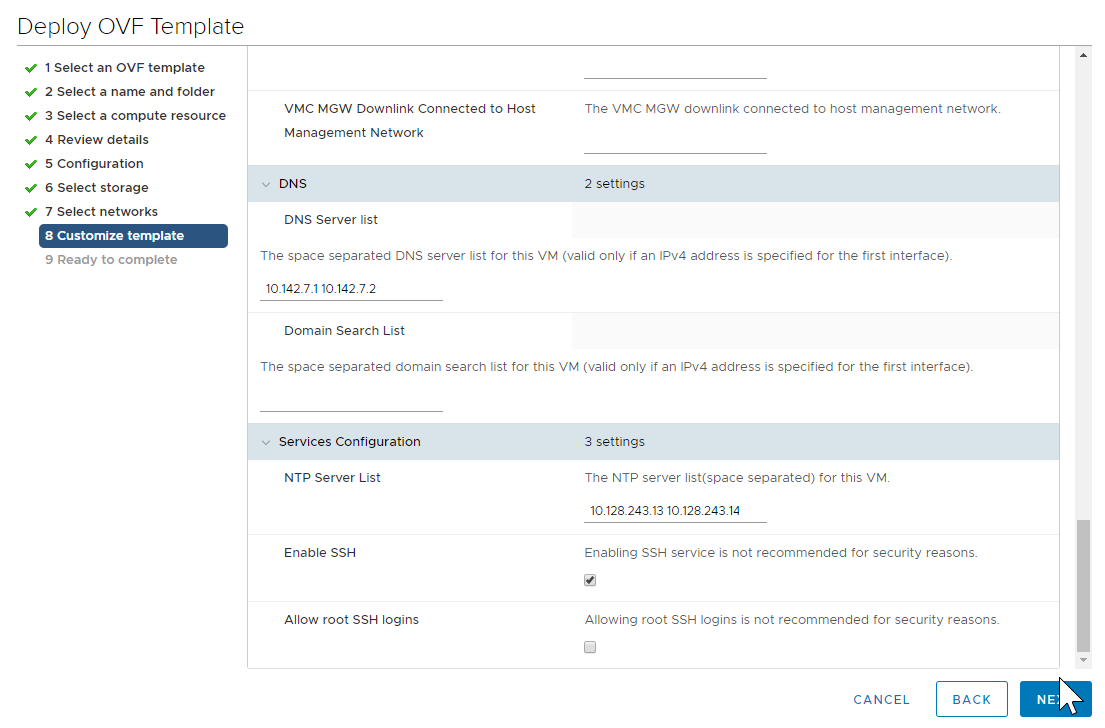 Deploy OVF Template
1 Select an OVF template
2 Select a name and folder
3 Select a compute resource
4 Review details
5 Configuration
6 Select storage
7 Select networks
8 Customize template
9 Ready to complete
VMC MGW Downlink Connected to Host
Management Network
The VMC MGW downlink connected to host management network.
DNS
2 settings
DNS Server list
The space separated DNS server list for this VM (valid only if an IPv4 address is specified for the first interface).
10.142.7.1 10.142.7.2
Domain Search List
The space separated domain search list for this VM (valid only if an IPv4 address is specified for the first interface).
Services Configuration
3 settings
NTP Server List
The NTP server list(space separated) for this VM.
10.128.243.13 10.128.243.14
Enable SSH
Enabling SSH service is not recommended for security reasons.
Allow root SSH logins
Allowing root SSH logins is not recommended for security reasons.
CANCEL
BACK